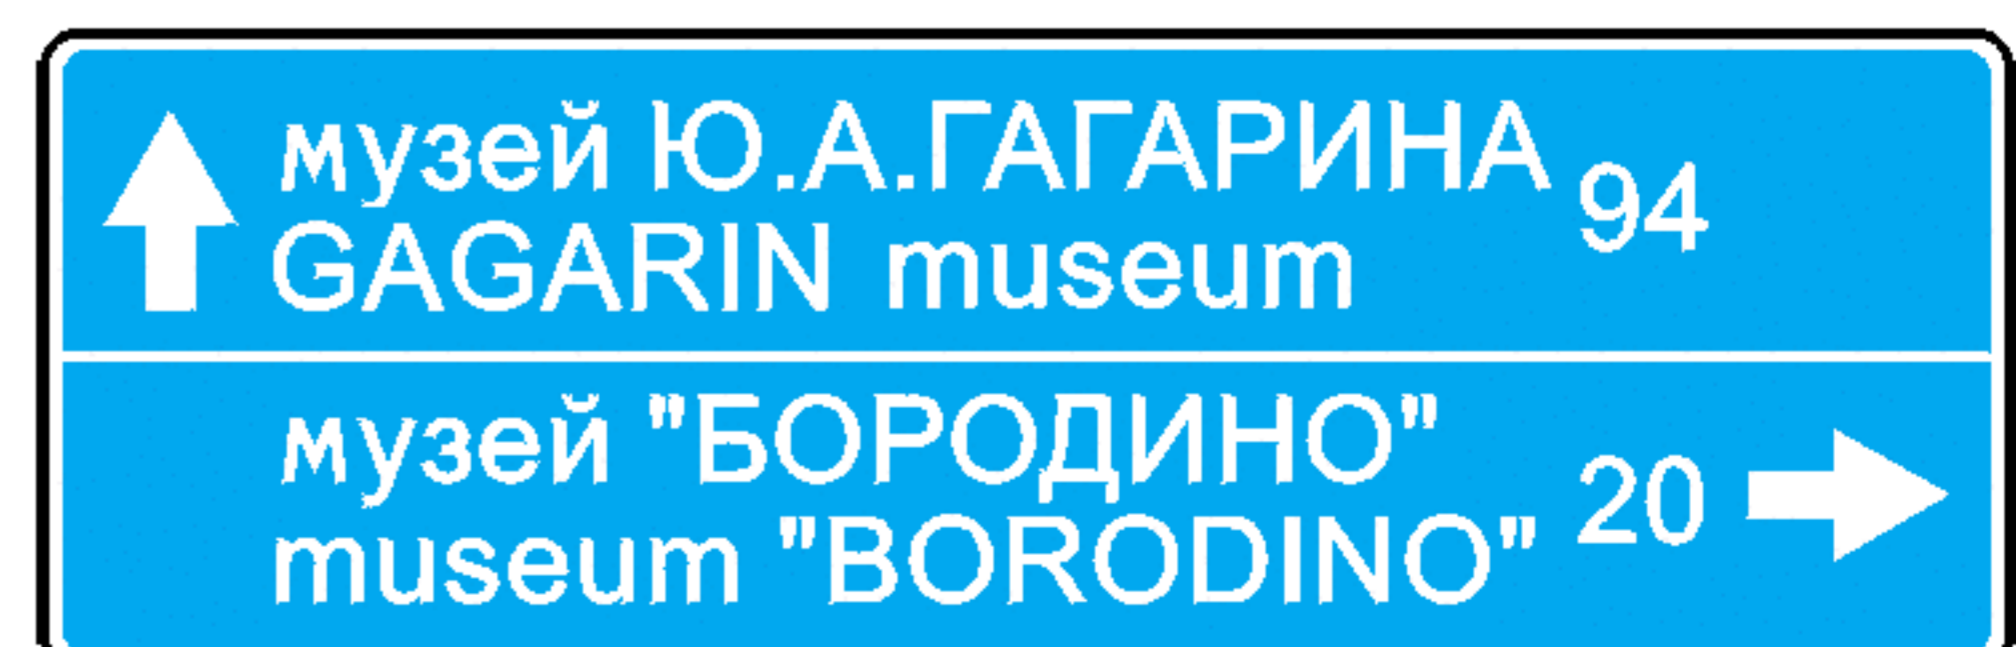 музей Ю.А.ГАГАРИНА 94
GAGARIN museum
музей "БОРОДИНО" 20
museum "BORODINO"